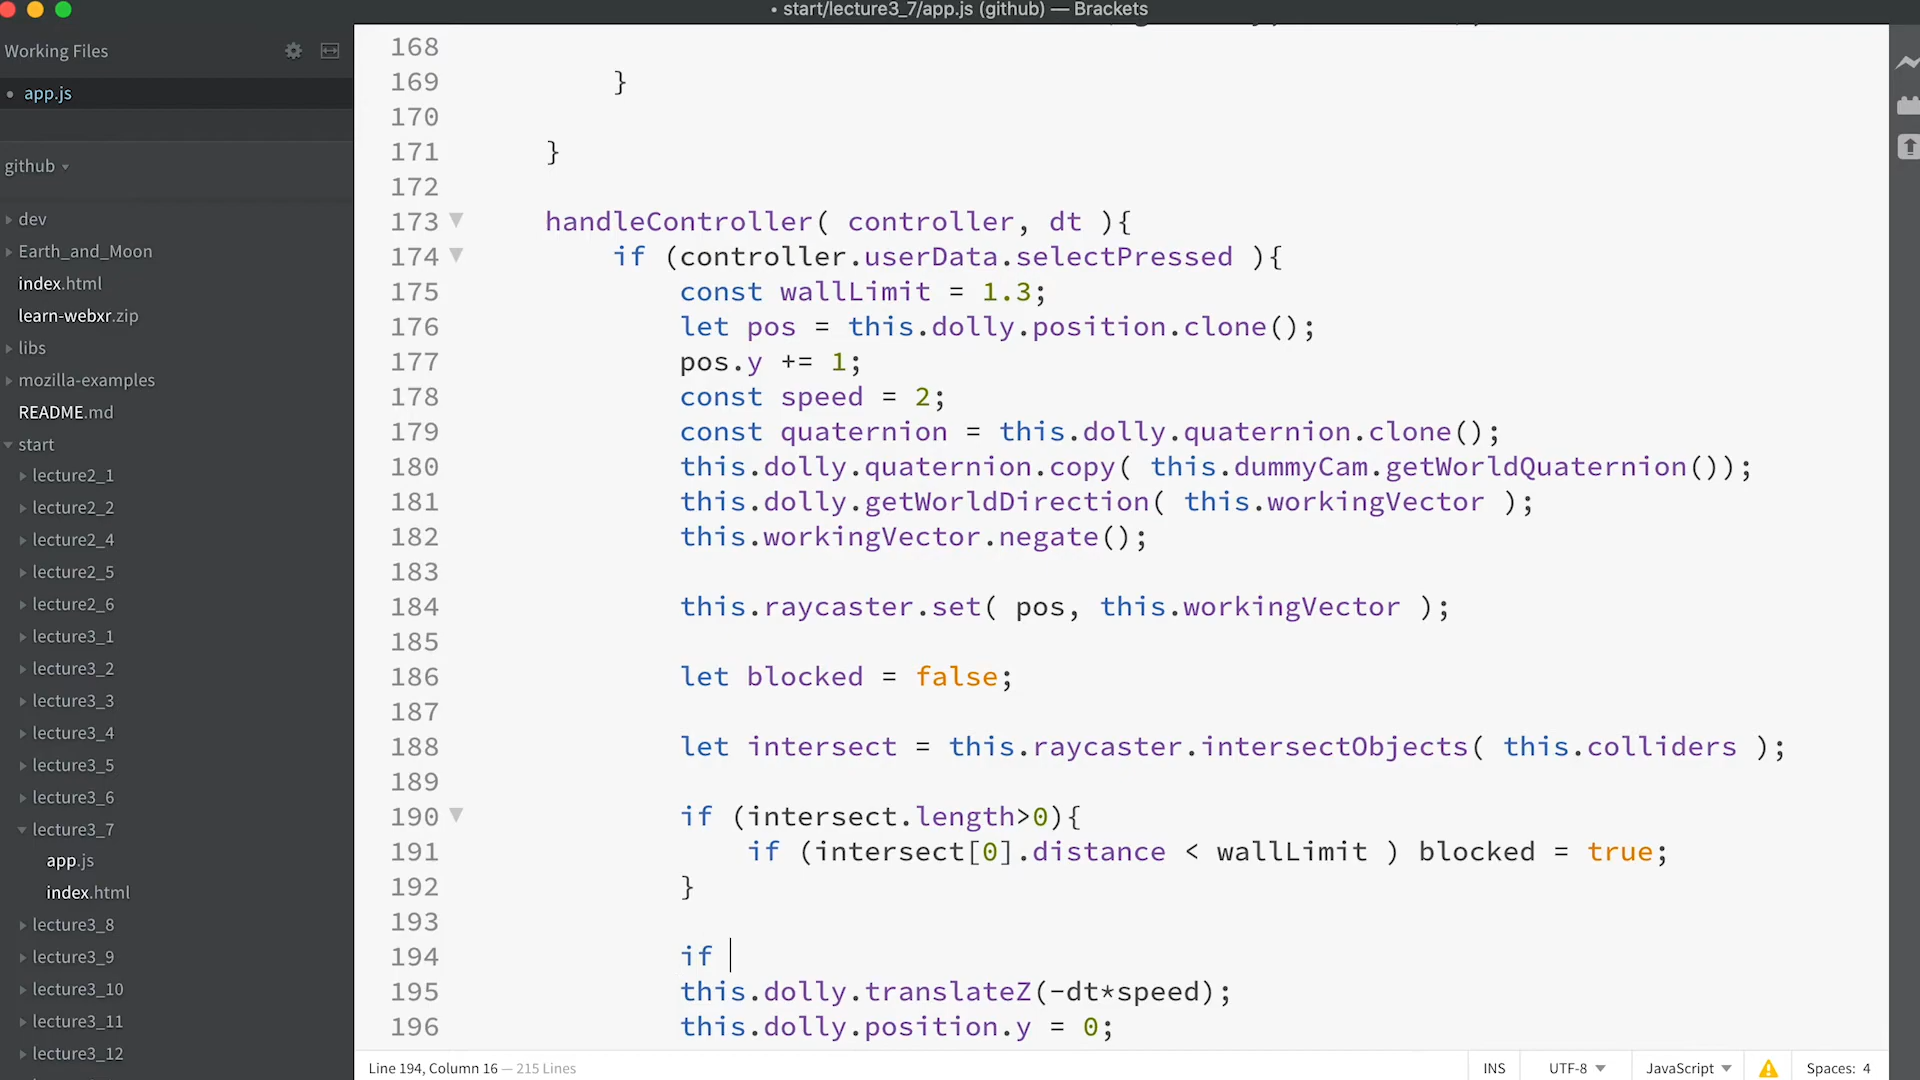 • start/lecture3_7/app.js (github) — Brackets
Working Files
• app.js
github
dev
Earth_and_Moon
index.html
learn-webxr.zip
libs
mozilla-examples
README.md
start
lecture2_1
lecture2_2
lecture2_4
lecture2_5
lecture2_6
lecture3_1
lecture3_2
lecture3_3
lecture3_4
lecture3_5
lecture3_6
lecture3_7
app.js
index.html
lecture3_8
lecture3_9
lecture3_10
lecture3_11
lecture3_12
168
169 }
170
171 }
172
173 handleController( controller, dt ){
174 if (controller.userData.selectPressed ){
175 const wallLimit = 1.3;
176 let pos = this.dolly.position.clone();
177 pos.y += 1;
178 const speed = 2;
179 const quaternion = this.dolly.quaternion.clone();
180 this.dolly.quaternion.copy( this.dummyCam.getWorldQuaternion());
181 this.dolly.getWorldDirection( this.workingVector );
182 this.workingVector.negate();
183
184 this.raycaster.set( pos, this.workingVector );
185
186 let blocked = false;
187
188 let intersect = this.raycaster.intersectObjects( this.colliders );
189
190 if (intersect.length>0){
191 if (intersect[0].distance < wallLimit ) blocked = true;
192 }
193
194 if
195 this.dolly.translateZ(-dt*speed);
196 this.dolly.position.y = 0;
Line 194, Column 16 — 215 Lines
INS
UTF-8
JavaScript
Spaces: 4